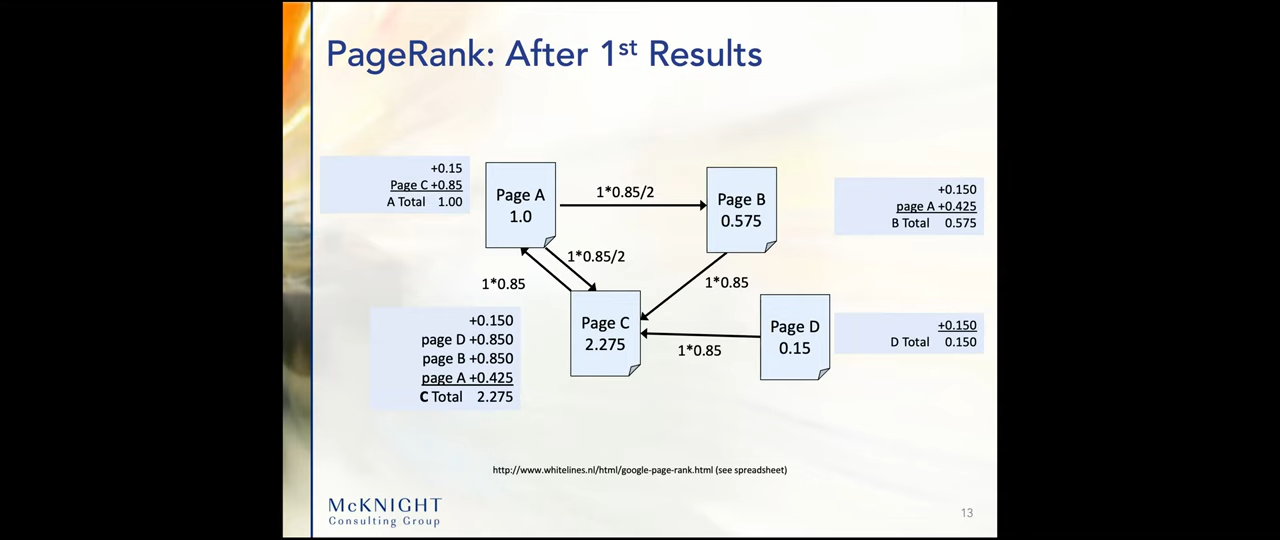 PageRank: After 1st Results
+0.15
Page C +0.85
A Total 1.00
Page A
1.0
1*0.85/2
Page B
0.575
+0.150
page A +0.425
B Total 0.575
1*0.85/2
1*0.85
1*0.85
+0.150
page D +0.850
page B +0.850
page A +0.425
C Total 2.275
Page C
2.275
1*0.85
Page D
0.15
+0.150
D Total 0.150
http://www.whitelines.nl/html/google-page-rank.html (see spreadsheet)
McKNIGHT
Consulting Group
13